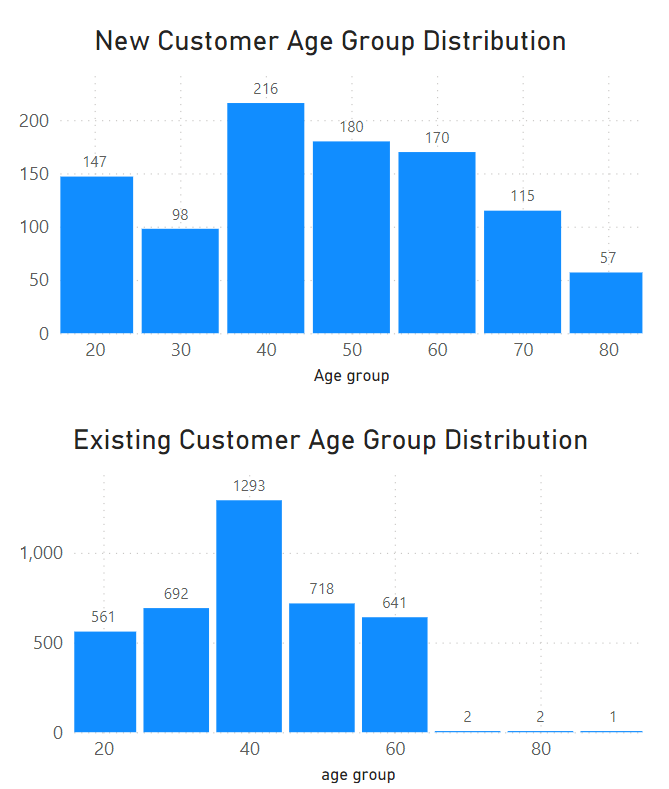 New Customer Age Group Distribution
216
200
180
170
147
150
115
98
100
57
50
0
20 30 40 50 60 70 80
Age group
Existing Customer Age Group Distribution
1293
1,000
692
718
561
641
500
2 2 1
0
20 40 60 80
age group